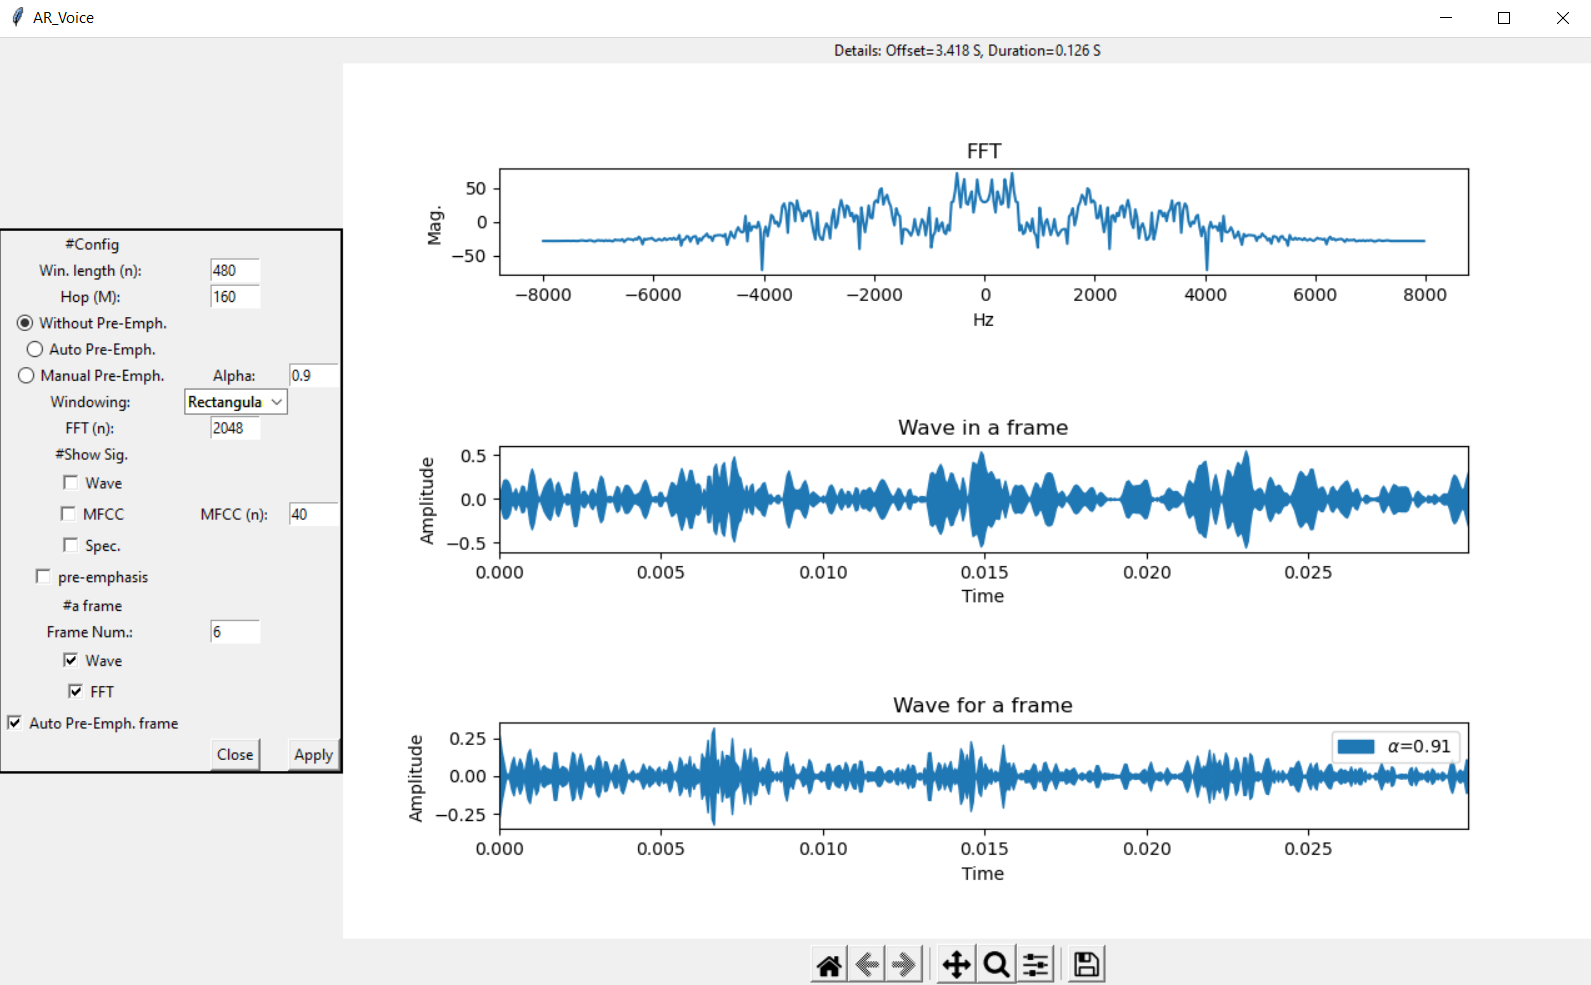 AR_Voice
Details: Offset=3.418 S, Duration=0.126 S
#Config
Win. length (n): 480
Hop (M): 160
Without Pre-Emph.
Auto Pre-Emph.
Manual Pre-Emph. Alpha: 0.9
Windowing: Rectangula
FFT (n): 2048
#Show Sig.
Wave
MFCC MFCC (n): 40
Spec.
pre-emphasis
#a frame
Frame Num.: 6
Wave
FFT
Auto Pre-Emph. frame
Close Apply
FFT
Mag.
50
0
−50
−8000 −6000 −4000 −2000 0 2000 4000 6000 8000
Hz
Wave in a frame
Amplitude
0.5
0.0
−0.5
0.000 0.005 0.010 0.015 0.020 0.025
Time
Wave for a frame
Amplitude
0.25
0.00
−0.25
α=0.91
0.000 0.005 0.010 0.015 0.020 0.025
Time